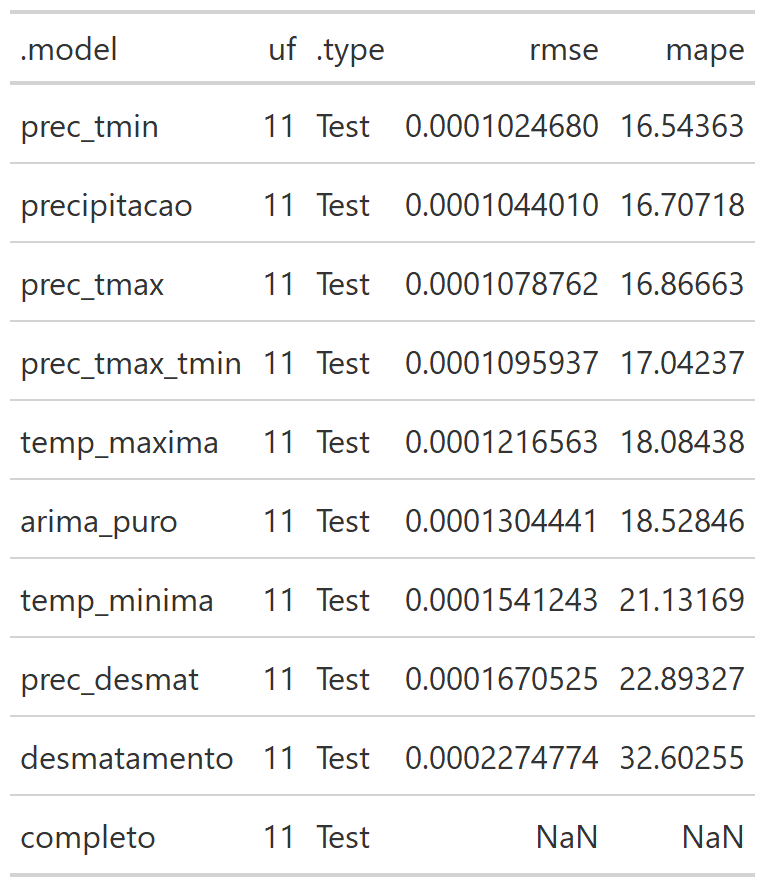 .model uf .type rmse mape
prec_tmin 11 Test 0.0001024680 16.54363
precipitacao 11 Test 0.0001044010 16.70718
prec_tmax 11 Test 0.0001078762 16.86663
prec_tmax_tmin 11 Test 0.0001095937 17.04237
temp_maxima 11 Test 0.0001216563 18.08438
arima_puro 11 Test 0.0001304441 18.52846
temp_minima 11 Test 0.0001541243 21.13169
prec_desmat 11 Test 0.0001670525 22.89327
desmatamento 11 Test 0.0002274774 32.60255
completo 11 Test NaN NaN